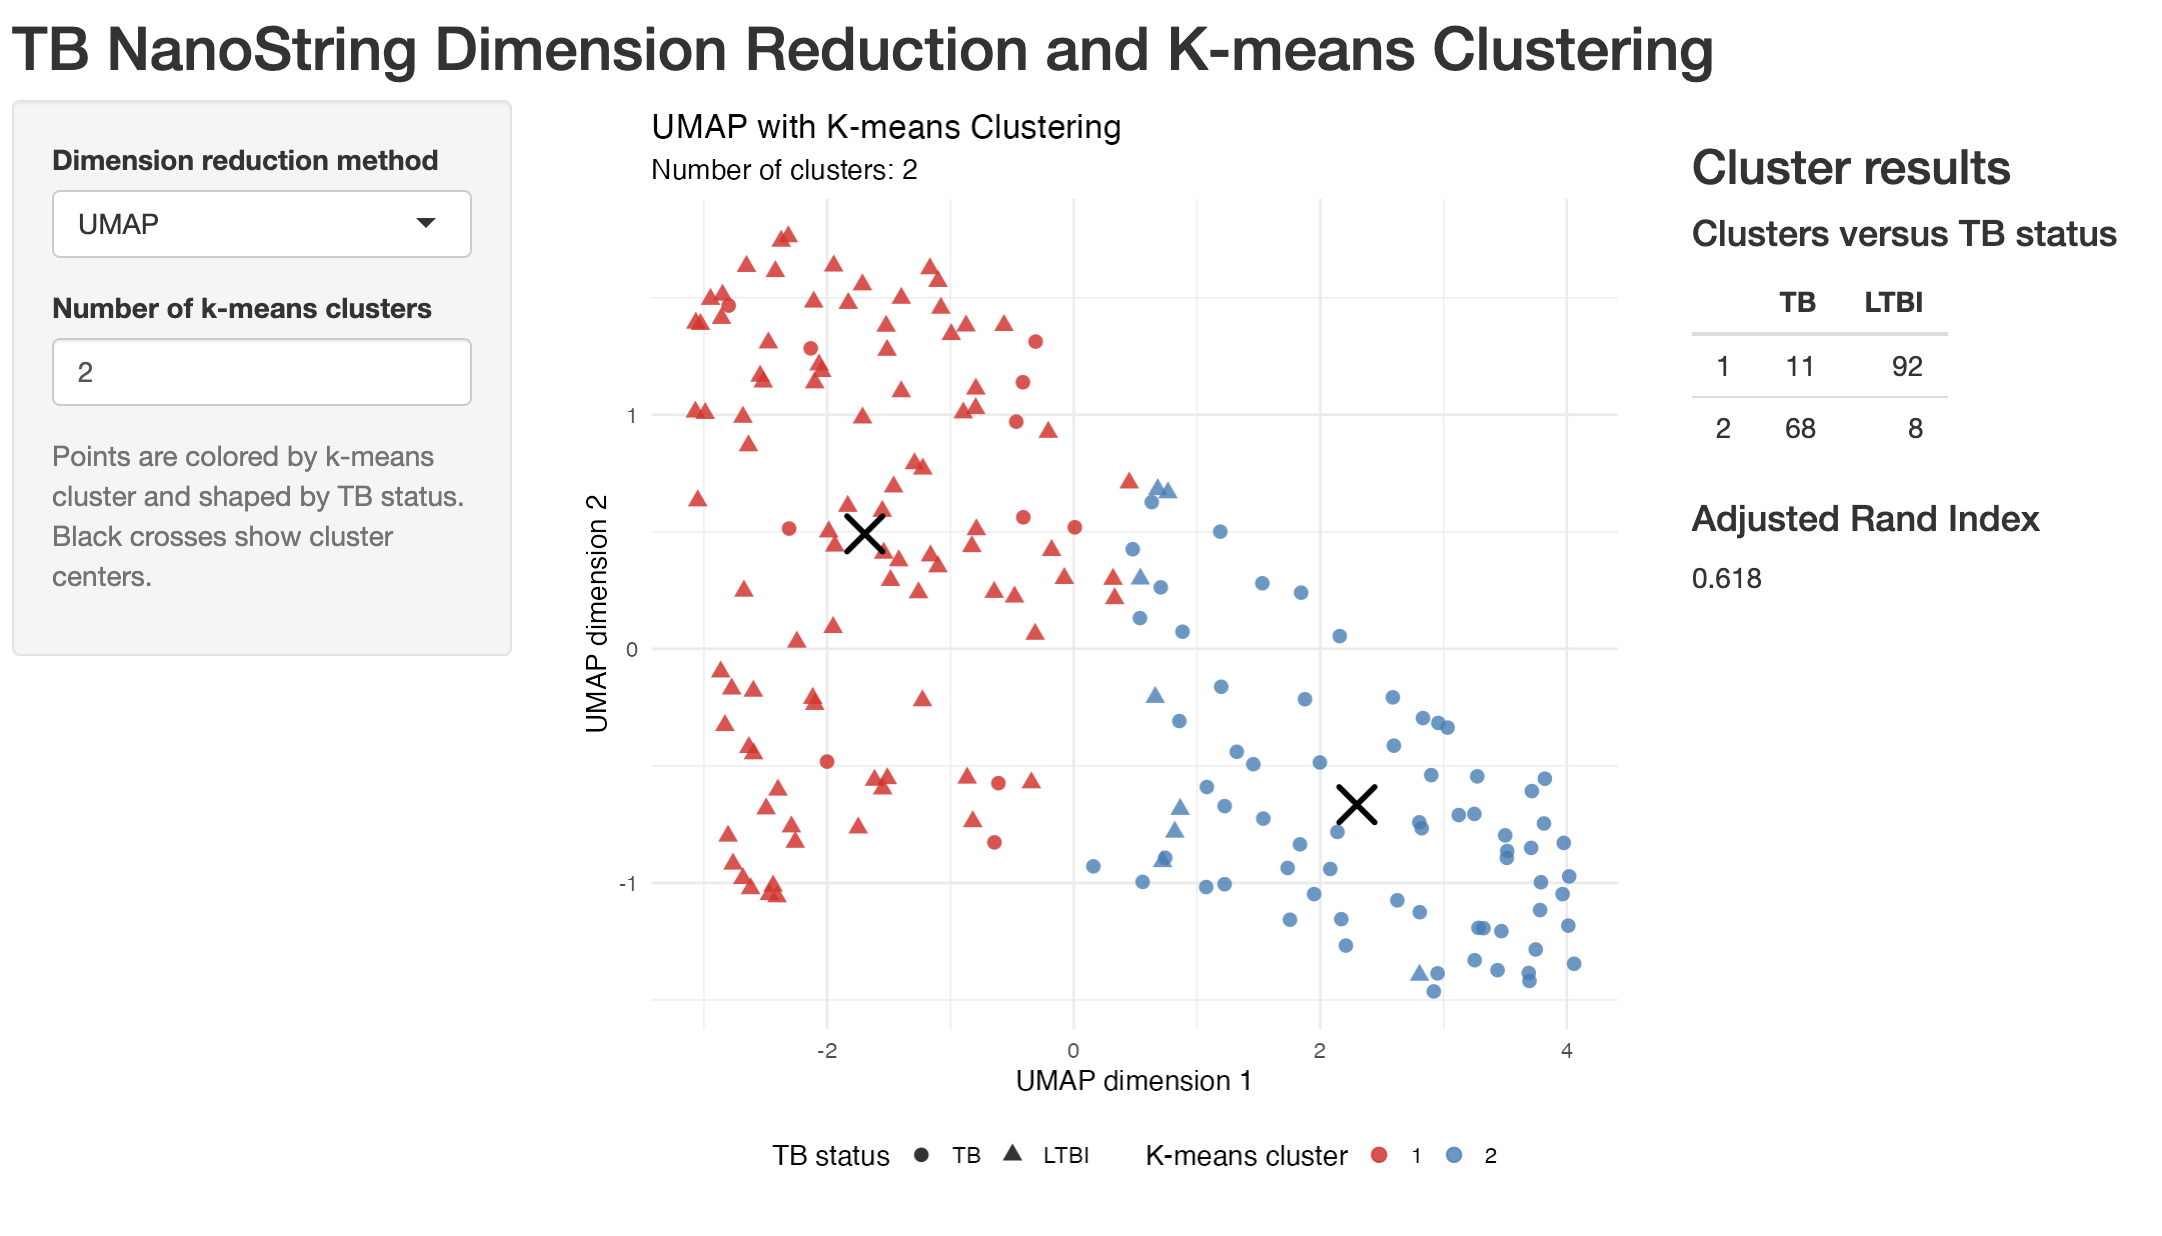 TB NanoString Dimension Reduction and K-means Clustering
Dimension reduction method
UMAP
Number of k-means clusters
2
Points are colored by k-means
cluster and shaped by TB status.
Black crosses show cluster
centers.
UMAP with K-means Clustering
Number of clusters: 2
UMAP dimension 2
1
0
-1
-2 0 2 4
UMAP dimension 1
TB status TB LTBI K-means cluster 1 2
Cluster results
Clusters versus TB status
TB LTBI
1 11 92
2 68 8
Adjusted Rand Index
0.618